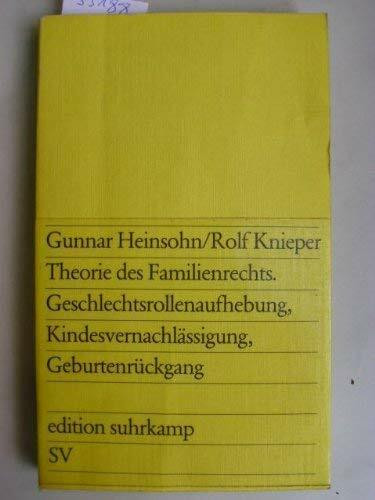 Gunnar Heinsohn/Rolf Knieper
Theorie des Familienrechts.
Geschlechtsrollenaufhebung,
Kindesvernachlässigung,
Geburtenrückgang
edition suhrkamp
SV